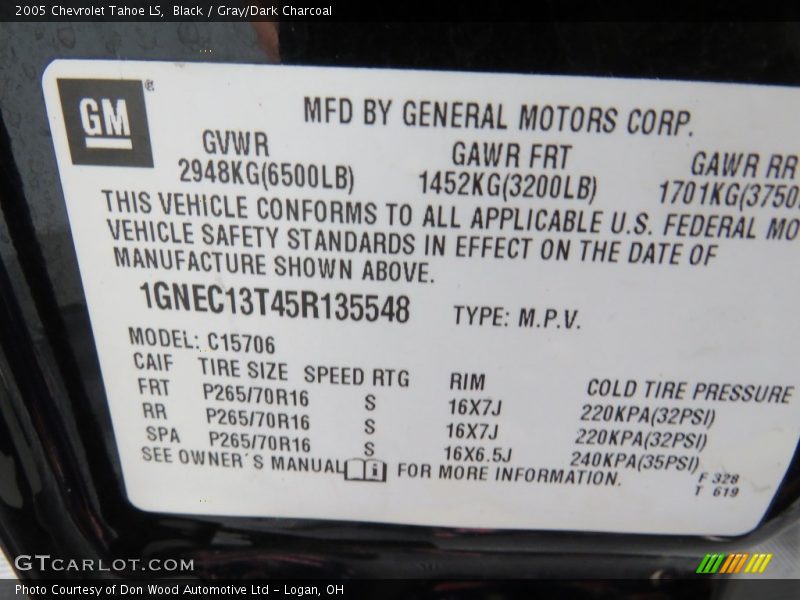 2005 Chevrolet Tahoe LS, Black / Gray/Dark Charcoal
GM®
MFD BY GENERAL MOTORS CORP.
GVWR GAWR FRT GAWR RR
2948KG(6500LB) 1452KG(3200LB) 1701KG(3750
THIS VEHICLE CONFORMS TO ALL APPLICABLE U.S. FEDERAL MO
VEHICLE SAFETY STANDARDS IN EFFECT ON THE DATE OF
MANUFACTURE SHOWN ABOVE.
1GNEC13T45R135548 TYPE: M.P.V.
MODEL: C15706
CAIF TIRE SIZE SPEED RTG RIM COLD TIRE PRESSURE
FRT P265/70R16 S 16X7J 220KPA(32PSI)
RR P265/70R16 S 16X7J 220KPA(32PSI)
SPA P265/70R16 S 16X6.5J 240KPA(35PSI)
SEE OWNER'S MANUAL FOR MORE INFORMATION.
F 328
T 619
GTCARLOT.COM
Photo Courtesy of Don Wood Automotive Ltd - Logan, OH